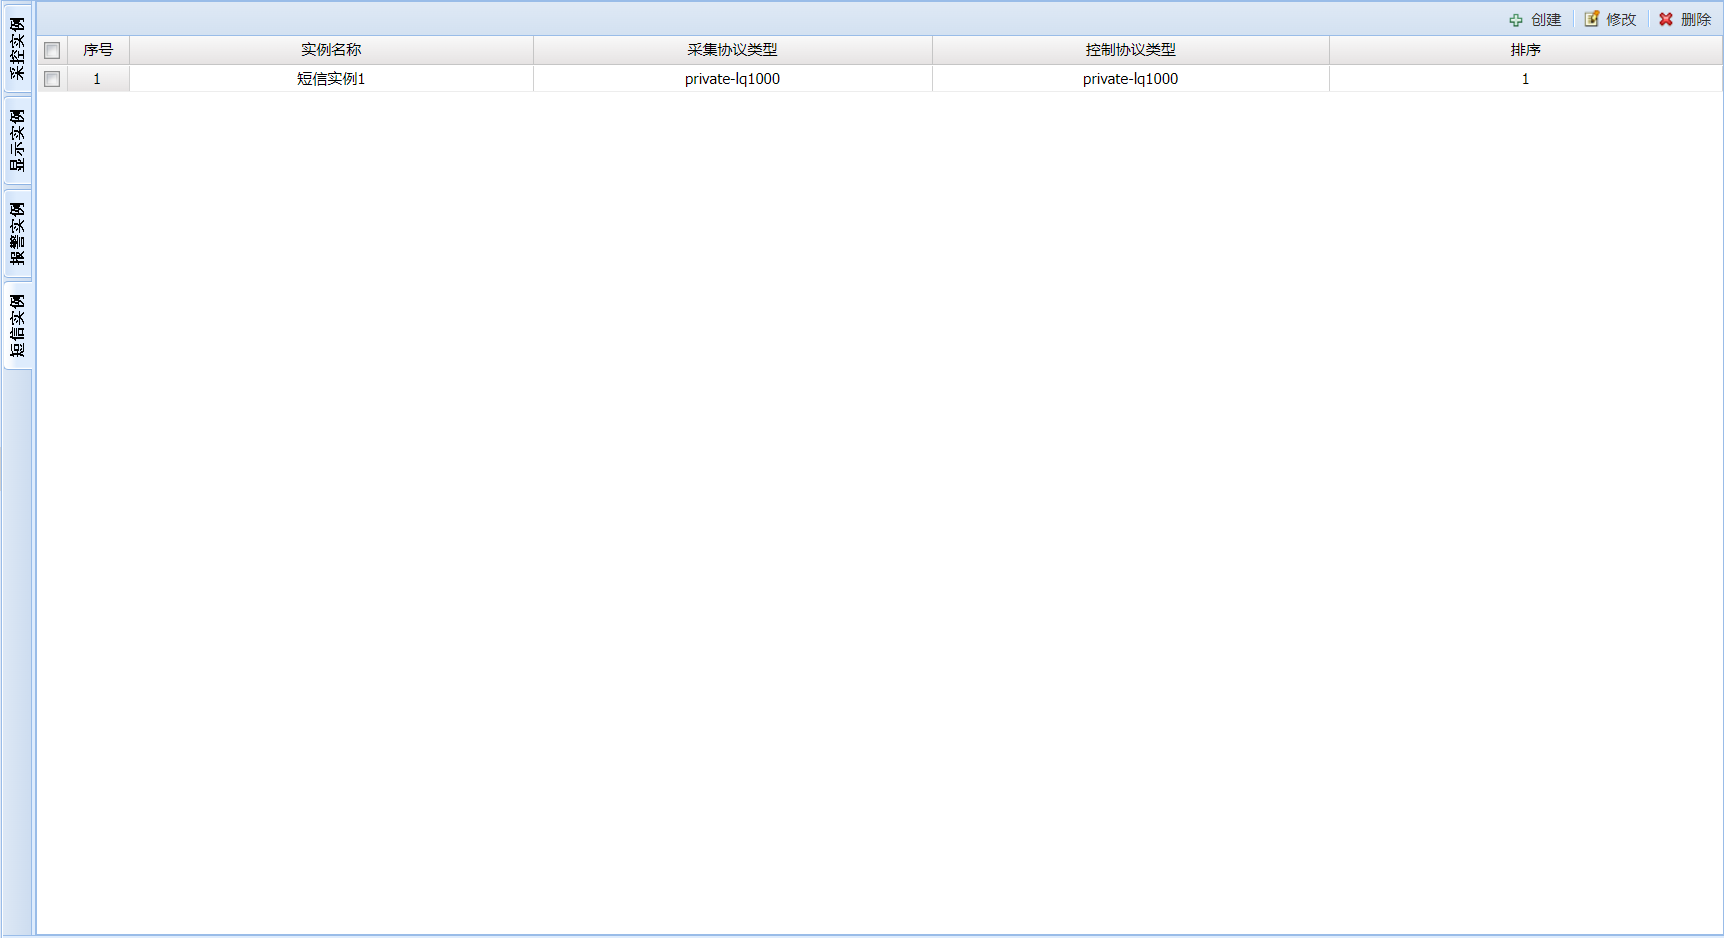 采控实例
显示实例
报警实例
短信实例
创建 修改 删除
序号 实例名称 采集协议类型 控制协议类型 排序
1 短信实例1 private-lq1000 private-lq1000 1